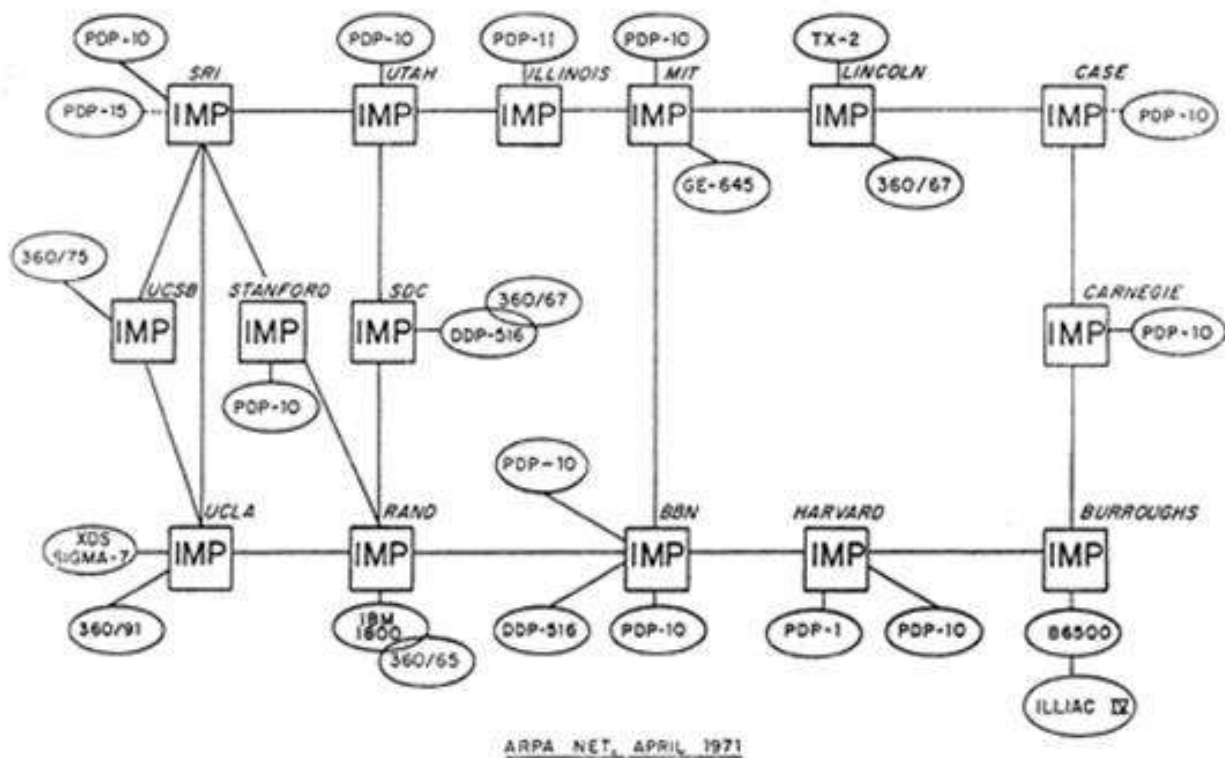 PDP-10
PDP-10
PDP-11
PDP-10
TX-2
SRI
UTAH
ILLINOIS
MIT
LINCOLN
CASE
PDP-15
IMP
IMP
IMP
IMP
IMP
IMP
PDP-10
GE-645
360/67
360/75
UCSB
STANFORD
SDC
360/67
CARNEGIE
IMP
IMP
IMP
DDP-516
IMP
PDP-10
PDP-10
PDP-10
UCLA
RAND
BBN
HARVARD
BURROUGHS
XDS
SIGMA-7
IMP
IMP
IMP
IMP
IMP
360/91
IBM
1800
360/65
DDP-516
PDP-10
PDP-1
PDP-10
B6500
ILLIAC IV
ARPA NET, APRIL 1971